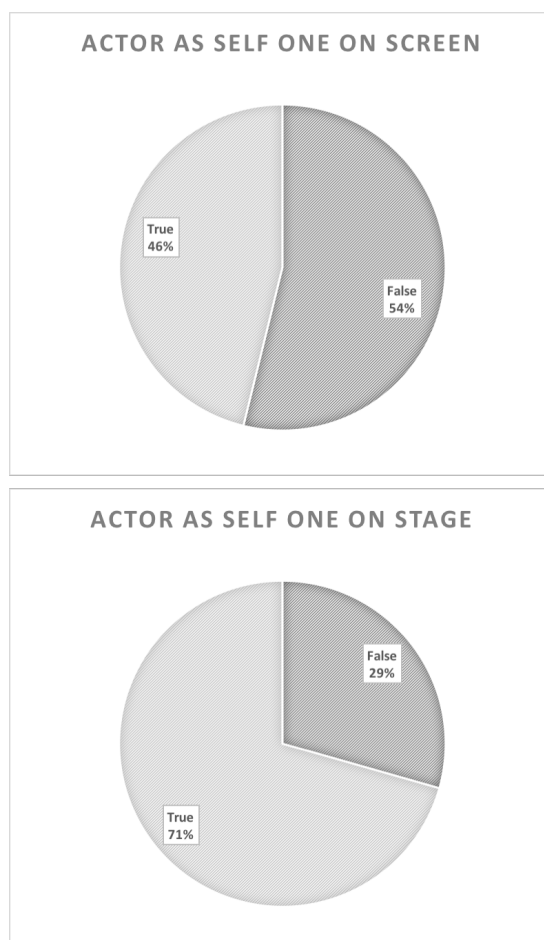 ACTOR AS SELF ONE ON SCREEN
True
46%
False
54%
ACTOR AS SELF ONE ON STAGE
False
29%
True
71%